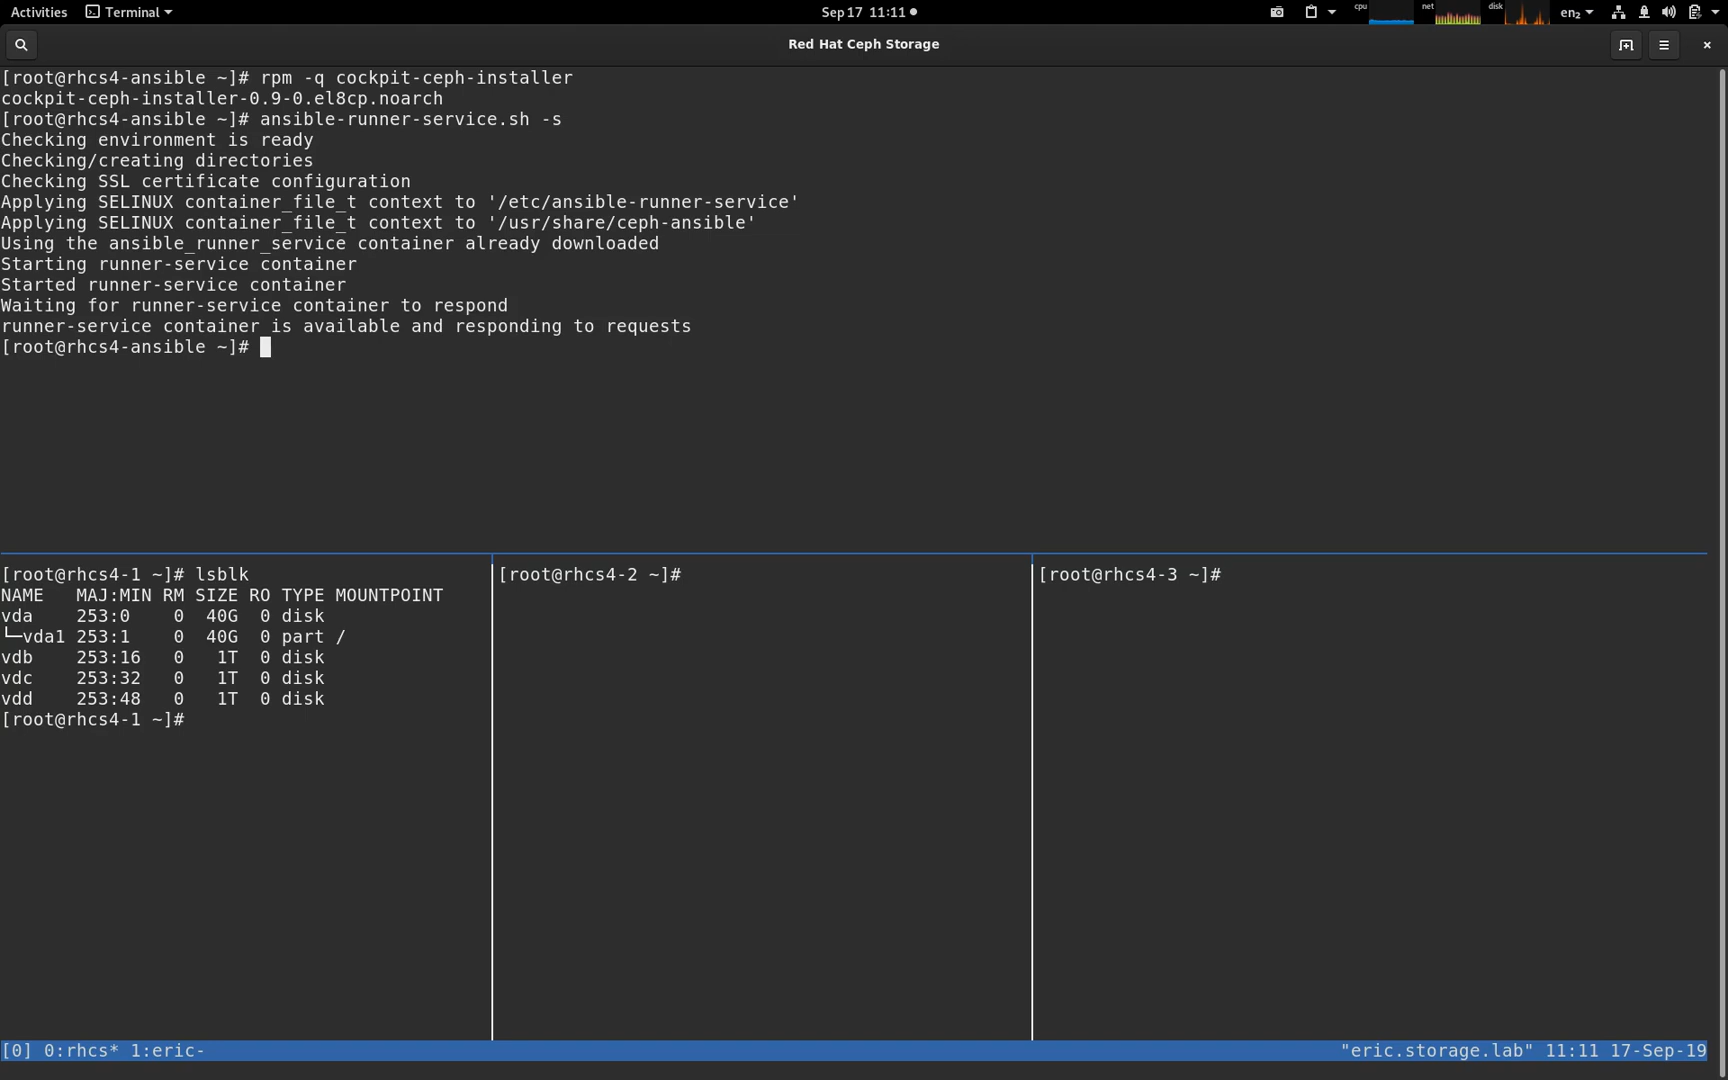 Activities Terminal Sep 17 11:11 cpu net disk en₂
Red Hat Ceph Storage
[root@rhcs4-ansible ~]# rpm -q cockpit-ceph-installer
cockpit-ceph-installer-0.9-0.el8cp.noarch
[root@rhcs4-ansible ~]# ansible-runner-service.sh -s
Checking environment is ready
Checking/creating directories
Checking SSL certificate configuration
Applying SELINUX container_file_t context to '/etc/ansible-runner-service'
Applying SELINUX container_file_t context to '/usr/share/ceph-ansible'
Using the ansible_runner_service container already downloaded
Starting runner-service container
Started runner-service container
Waiting for runner-service container to respond
runner-service container is available and responding to requests
[root@rhcs4-ansible ~]#
[root@rhcs4-1 ~]# lsblk
NAME   MAJ:MIN RM SIZE RO TYPE MOUNTPOINT
vda    253:0    0  40G  0 disk
└─vda1 253:1    0  40G  0 part /
vdb    253:16   0   1T  0 disk
vdc    253:32   0   1T  0 disk
vdd    253:48   0   1T  0 disk
[root@rhcs4-1 ~]#
[root@rhcs4-2 ~]#
[root@rhcs4-3 ~]#
[0] 0:rhcs* 1:eric- "eric.storage.lab" 11:11 17-Sep-19